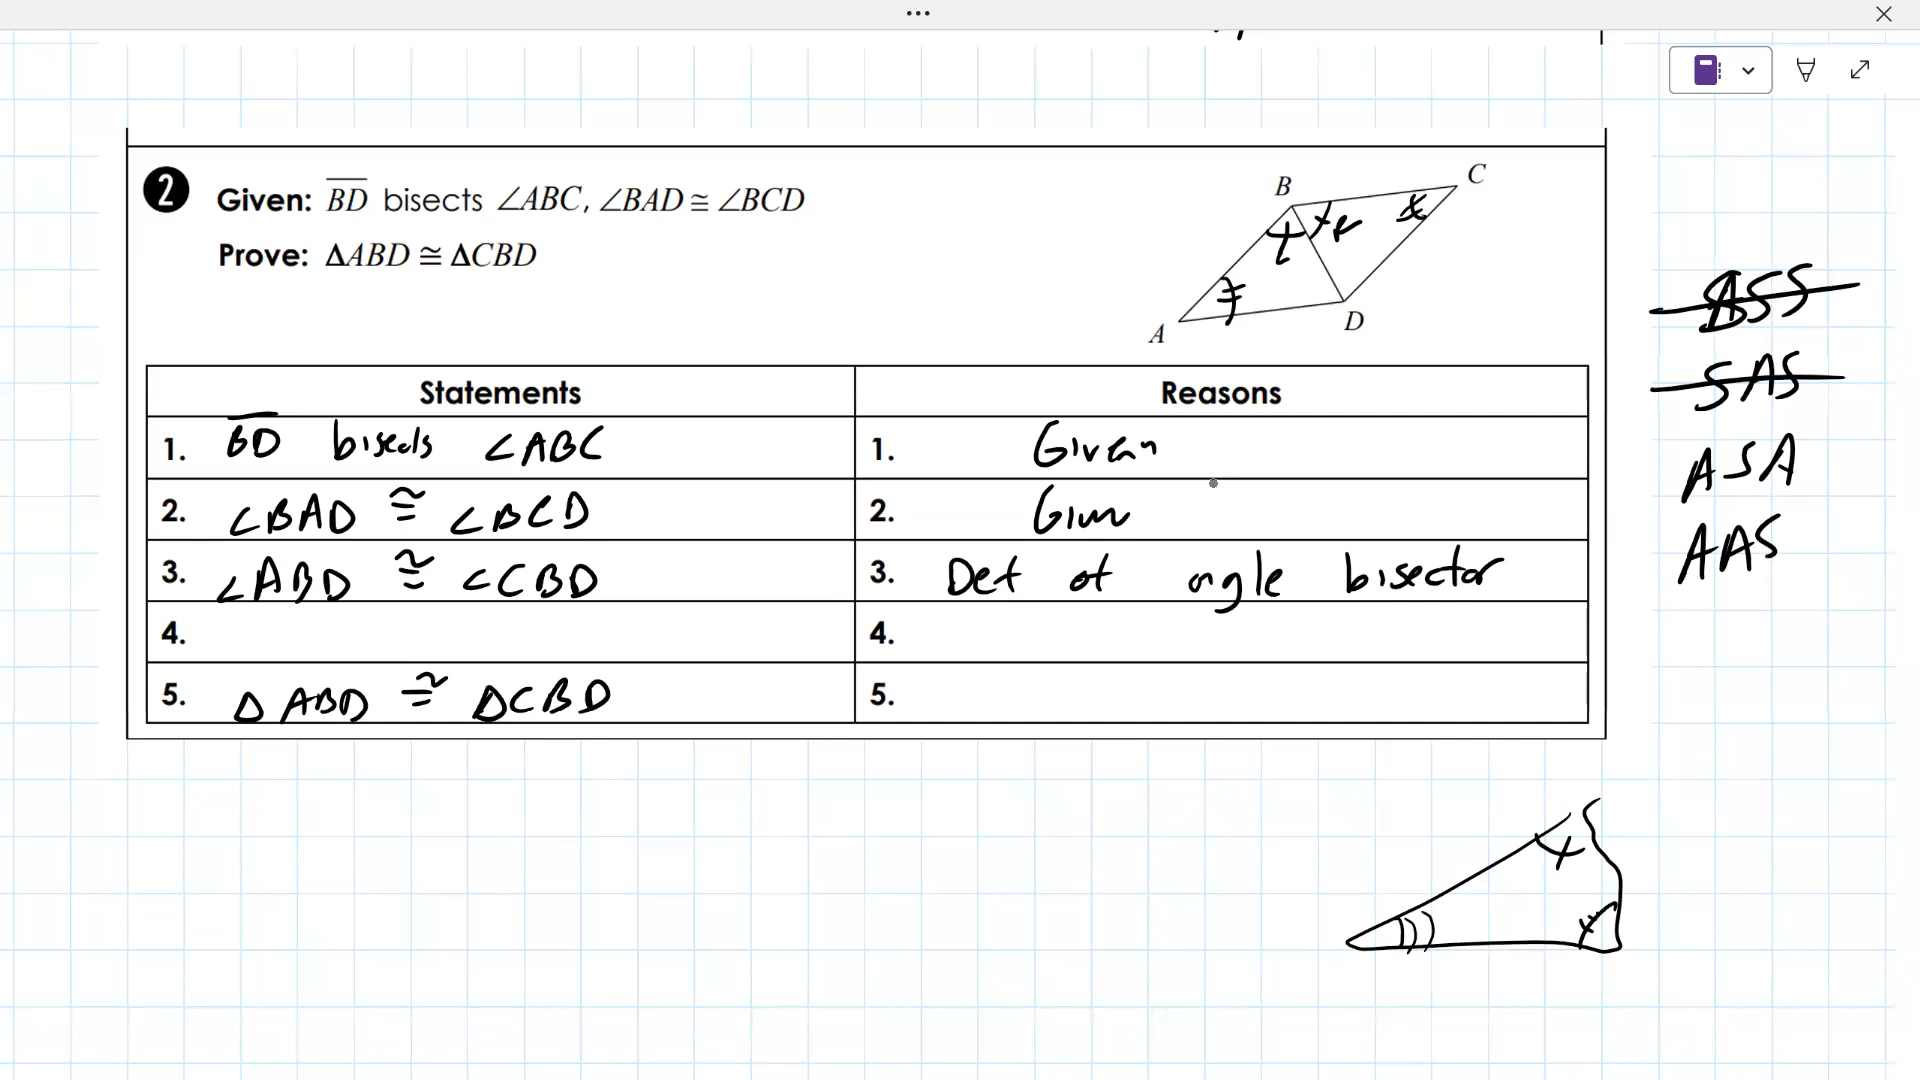 2 Given: BD bisects ∠ABC, ∠BAD ≅ ∠BCD
Prove: ΔABD ≅ ΔCBD
B
C
A
D
Statements
Reasons
1. BD bisects ∠ABC
1. Given
2. ∠BAD ≅ ∠BCD
2. Givn
3. ∠ABD ≅ ∠CBD
3. Def of angle bisector
4.
4.
5. ΔABD ≅ ΔCBD
5.
SAS
ASA
AAS